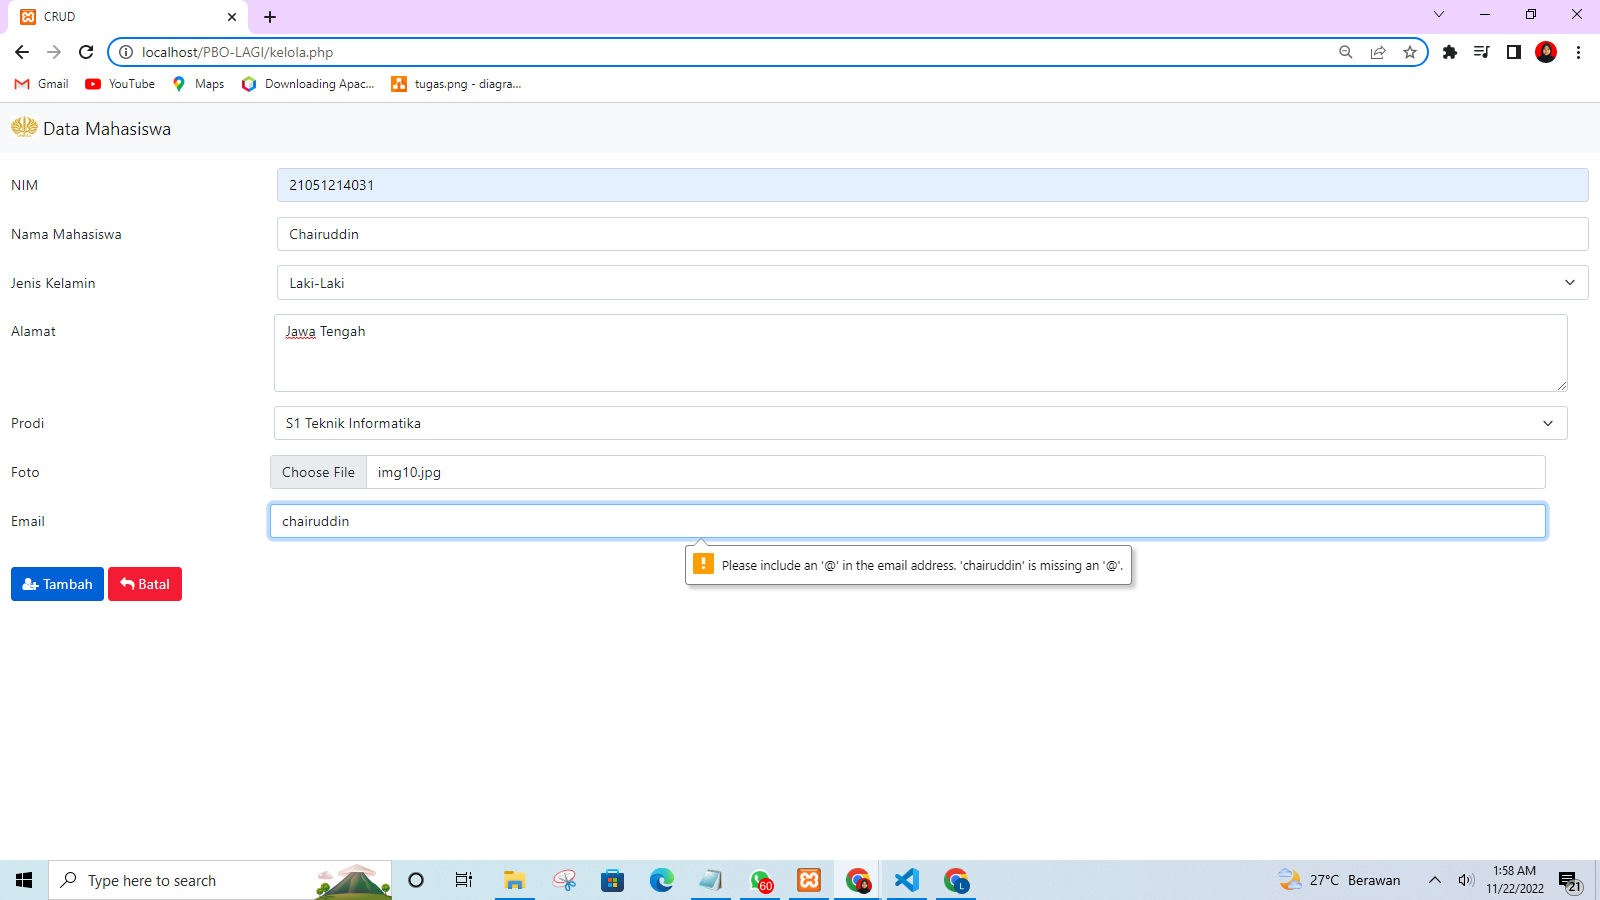 CRUD
localhost/PBO-LAGI/kelola.php
Gmail YouTube Maps Downloading Apac... tugas.png - diagra...
Data Mahasiswa
NIM 21051214031
Nama Mahasiswa Chairuddin
Jenis Kelamin Laki-Laki
Alamat Jawa Tengah
Prodi S1 Teknik Informatika
Foto Choose File img10.jpg
Email chairuddin
Please include an '@' in the email address. 'chairuddin' is missing an '@'.
Tambah Batal
Type here to search 60 L 27°C Berawan 1:58 AM 21
11/22/2022